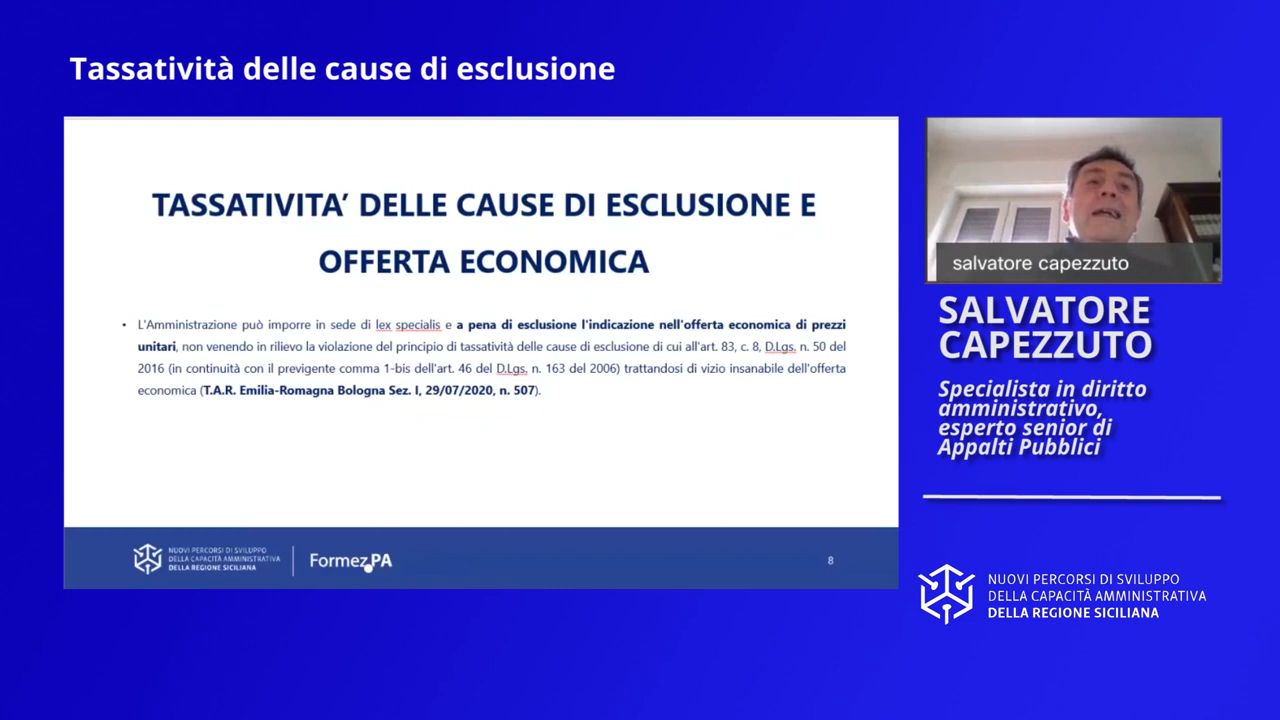 Tassatività delle cause di esclusione
TASSATIVITA’ DELLE CAUSE DI ESCLUSIONE E
OFFERTA ECONOMICA
• L'Amministrazione può imporre in sede di lex specialis e a pena di esclusione l'indicazione nell'offerta economica di prezzi
unitari, non venendo in rilievo la violazione del principio di tassatività delle cause di esclusione di cui all'art. 83, c. 8, D.Lgs. n. 50 del
2016 (in continuità con il previgente comma 1-bis dell'art. 46 del D.Lgs. n. 163 del 2006) trattandosi di vizio insanabile dell'offerta
economica (T.A.R. Emilia-Romagna Bologna Sez. I, 29/07/2020, n. 507).
NUOVI PERCORSI DI SVILUPPO
DELLA CAPACITÀ AMMINISTRATIVA
DELLA REGIONE SICILIANA
Formez PA
8
salvatore capezzuto
SALVATORE
CAPEZZUTO
Specialista in diritto
amministrativo,
esperto senior di
Appalti Pubblici
NUOVI PERCORSI DI SVILUPPO
DELLA CAPACITÀ AMMINISTRATIVA
DELLA REGIONE SICILIANA